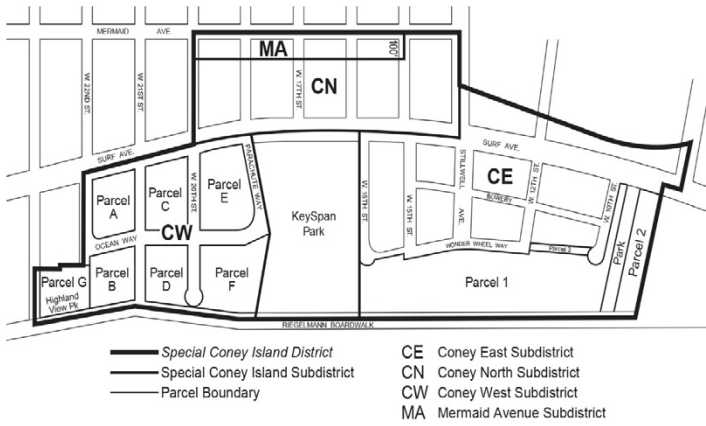 MERMAID AVE.
MA
100'
CN
W. 22ND. ST.
W. 21ST. ST.
W. 17TH ST.
SURF AVE.
SURF AVE.
Parcel A
Parcel C
Parcel E
W. 20TH ST.
PARACHUTE WAY
CW
OCEAN WAY
Parcel G
Highland View Pk
Parcel B
Parcel D
Parcel F
KeySpan Park
W. 16TH ST
W. 15TH ST.
STILLWELL AVE.
CE
BOWERY
W. 12TH ST.
W. 10TH ST.
WONDER WHEEL WAY
Parcel 3
Parcel 1
Park
Parcel 2
RIEGELMANN BOARDWALK
Special Coney Island District
Special Coney Island Subdistrict
Parcel Boundary
CE Coney East Subdistrict
CN Coney North Subdistrict
CW Coney West Subdistrict
MA Mermaid Avenue Subdistrict